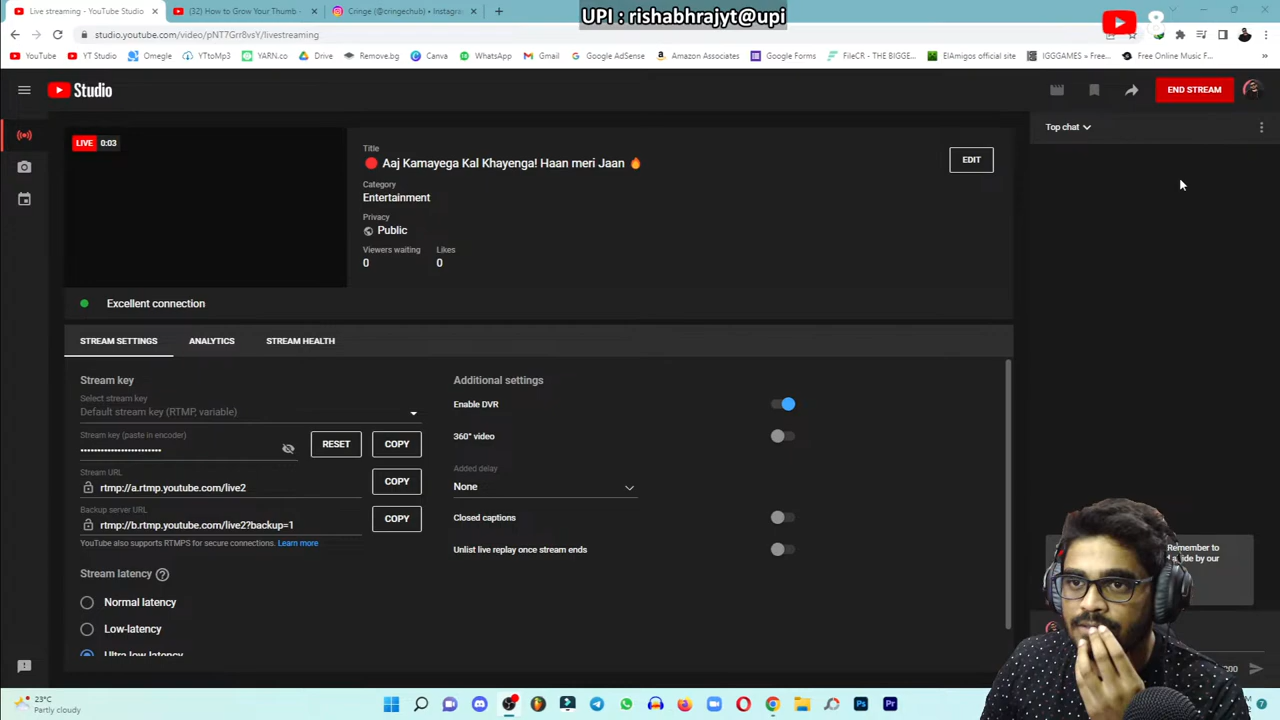 Live streaming - YouTube Studio
(32) How to Grow Your Thumb -
Cringe (@cringehub) • Instagra
UPI : rishabhrajyt@upi
8
studio.youtube.com/video/pNT7Grr8vsY/livestreaming
YouTube YT Studio Omegle YTtoMp3 YARN.co Drive Remove.bg Canva WhatsApp Gmail Google AdSense Amazon Associates Google Forms FileCR - THE BIGGE... ElAmigos official site IGGGAMES » Free... Free Online Music F... »
Studio
END STREAM
LIVE 0:03
Top chat
Title
Aaj Kamayega Kal Khayenga! Haan meri Jaan
EDIT
Category
Entertainment
Privacy
Public
Viewers waiting Likes
0 0
Excellent connection
STREAM SETTINGS ANALYTICS STREAM HEALTH
Stream key
Select stream key
Default stream key (RTMP, variable)
Stream key (paste in encoder)
RESET COPY
Stream URL
rtmp://a.rtmp.youtube.com/live2
COPY
Backup server URL
rtmp://b.rtmp.youtube.com/live2?backup=1
COPY
YouTube also supports RTMPS for secure connections. Learn more
Stream latency
Normal latency
Low-latency
Ultra low-latency
Additional settings
Enable DVR
360° video
Added delay
None
Closed captions
Unlist live replay once stream ends
Remember to
by our
23°C
Partly cloudy
Ps Pr